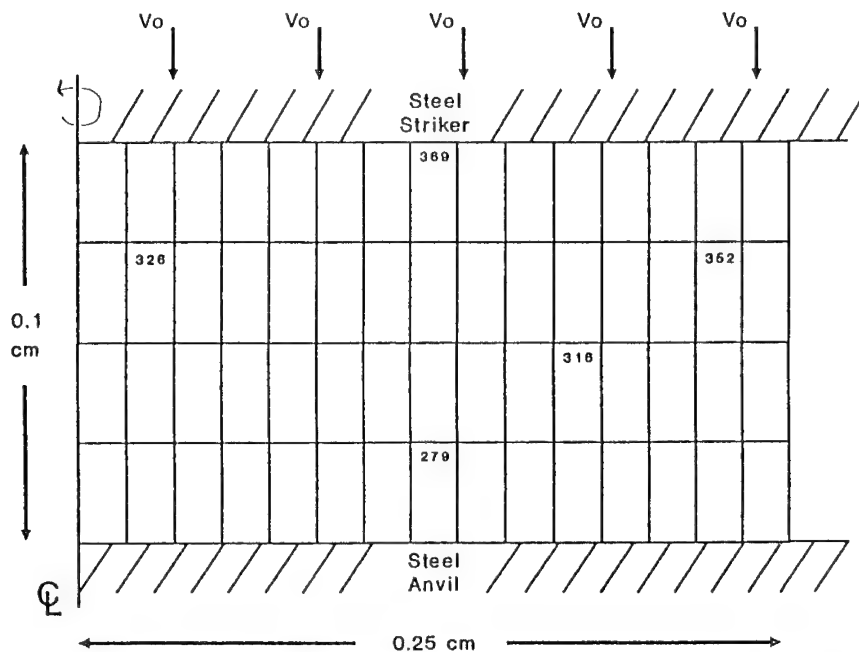 Vo Vo Vo Vo Vo
Steel
Striker
369
326 352
0.1
cm
316
279
Steel
Anvil
℄
0.25 cm